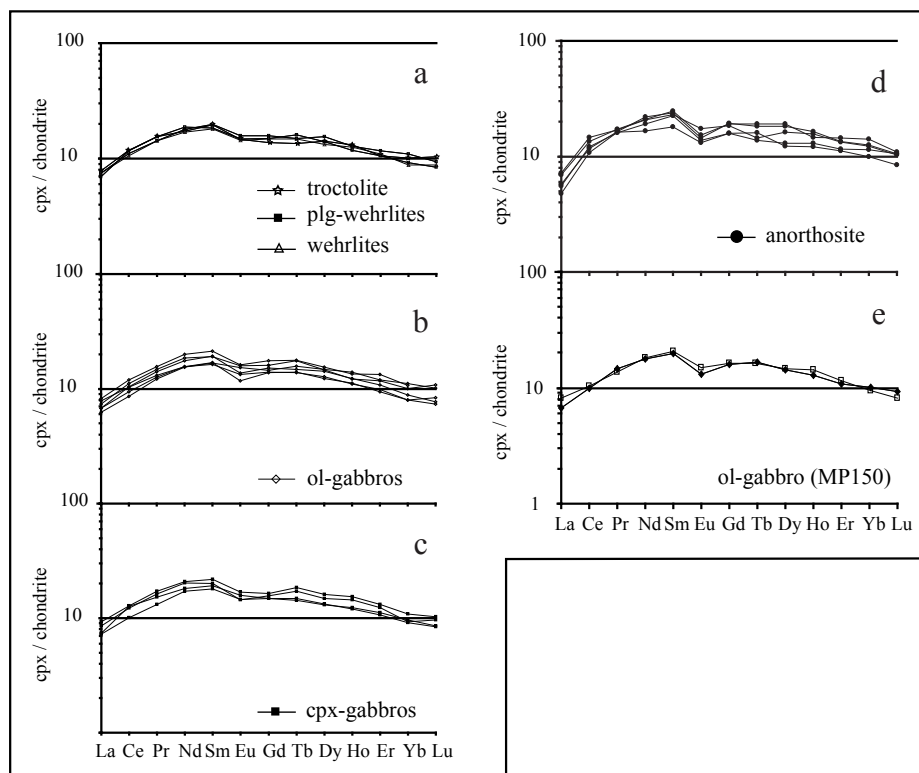 100
a
cpx / chondrite
10
troctolite
plg-wehrlites
wehrlites
100
b
cpx / chondrite
10
ol-gabbros
100
c
cpx / chondrite
10
cpx-gabbros
La Ce Pr Nd Sm Eu Gd Tb Dy Ho Er Yb Lu
100
d
cpx / chondrite
10
anorthosite
100
e
cpx / chondrite
10
ol-gabbro (MP150)
1
La Ce Pr Nd Sm Eu Gd Tb Dy Ho Er Yb Lu